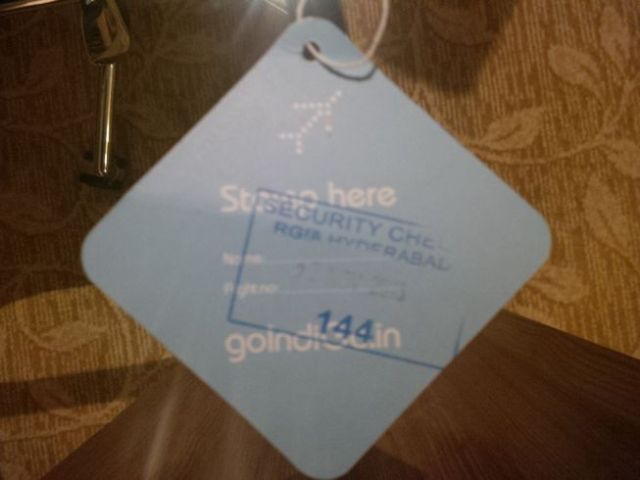 Stamp here
SECURITY CHE
RGIA HYDERABAD
Name:
Flight no:
144
goindigo.in